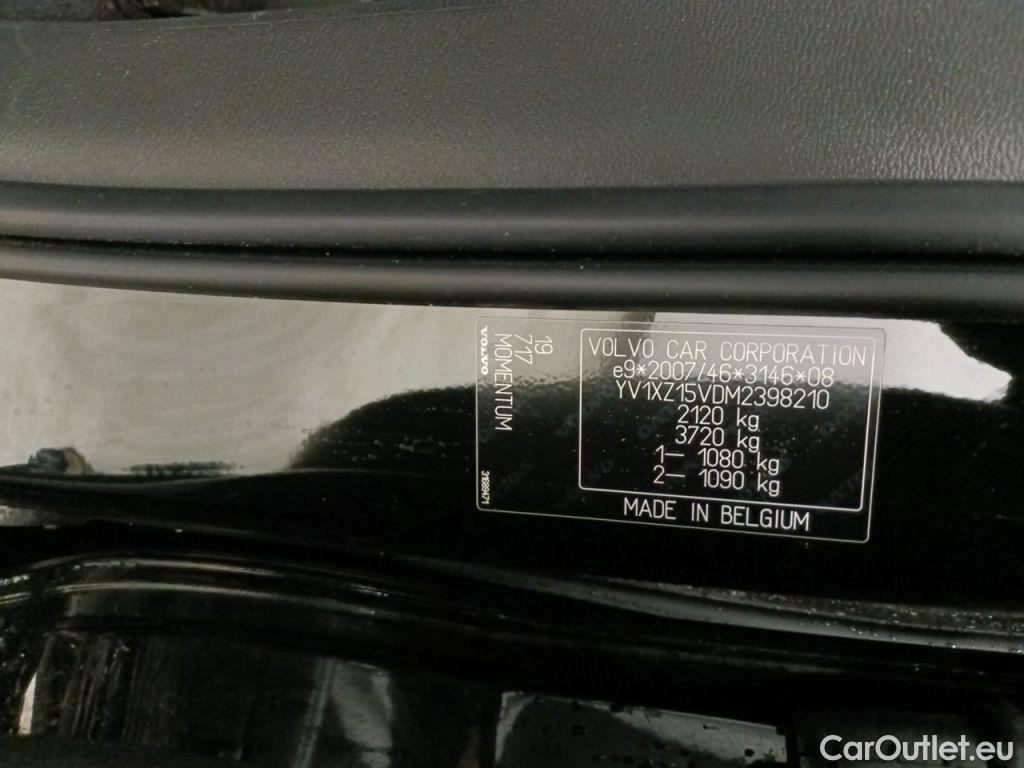 VOLVO CAR CORPORATION
e9*2007/46*3146*08
YV1XZ15VDM2398210
2120 kg
3720 kg
1– 1080 kg
2– 1090 kg
MADE IN BELGIUM
19
717
MOMENTUM
VOLVO
31689471
CarOutlet.eu